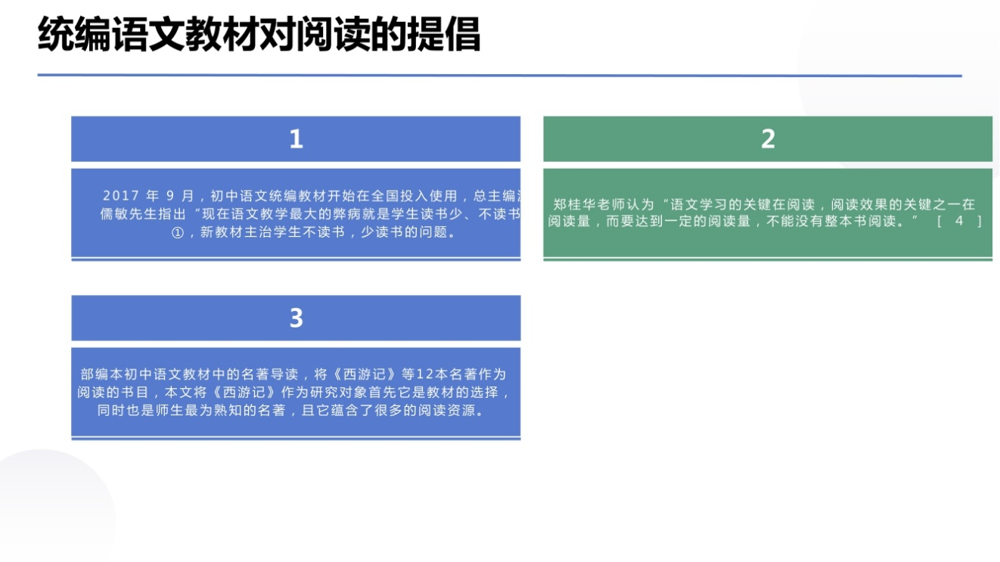 统编语文教材对阅读的提倡
1
2017 年 9 月，初中语文统编教材开始在全国投入使用，总主编
儒敏先生指出“现在语文教学最大的弊病就是学生读书少、不读书
①，新教材主治学生不读书，少读书的问题。
2
郑桂华老师认为“语文学习的关键在阅读，阅读效果的关键之一在
阅读量，而要达到一定的阅读量，不能没有整本书阅读。” [ 4 ]
3
部编本初中语文教材中的名著导读，将《西游记》等12本名著作为
阅读的书目，本文将《西游记》作为研究对象首先它是教材的选择，
同时也是师生最为熟知的名著，且它蕴含了很多的阅读资源。